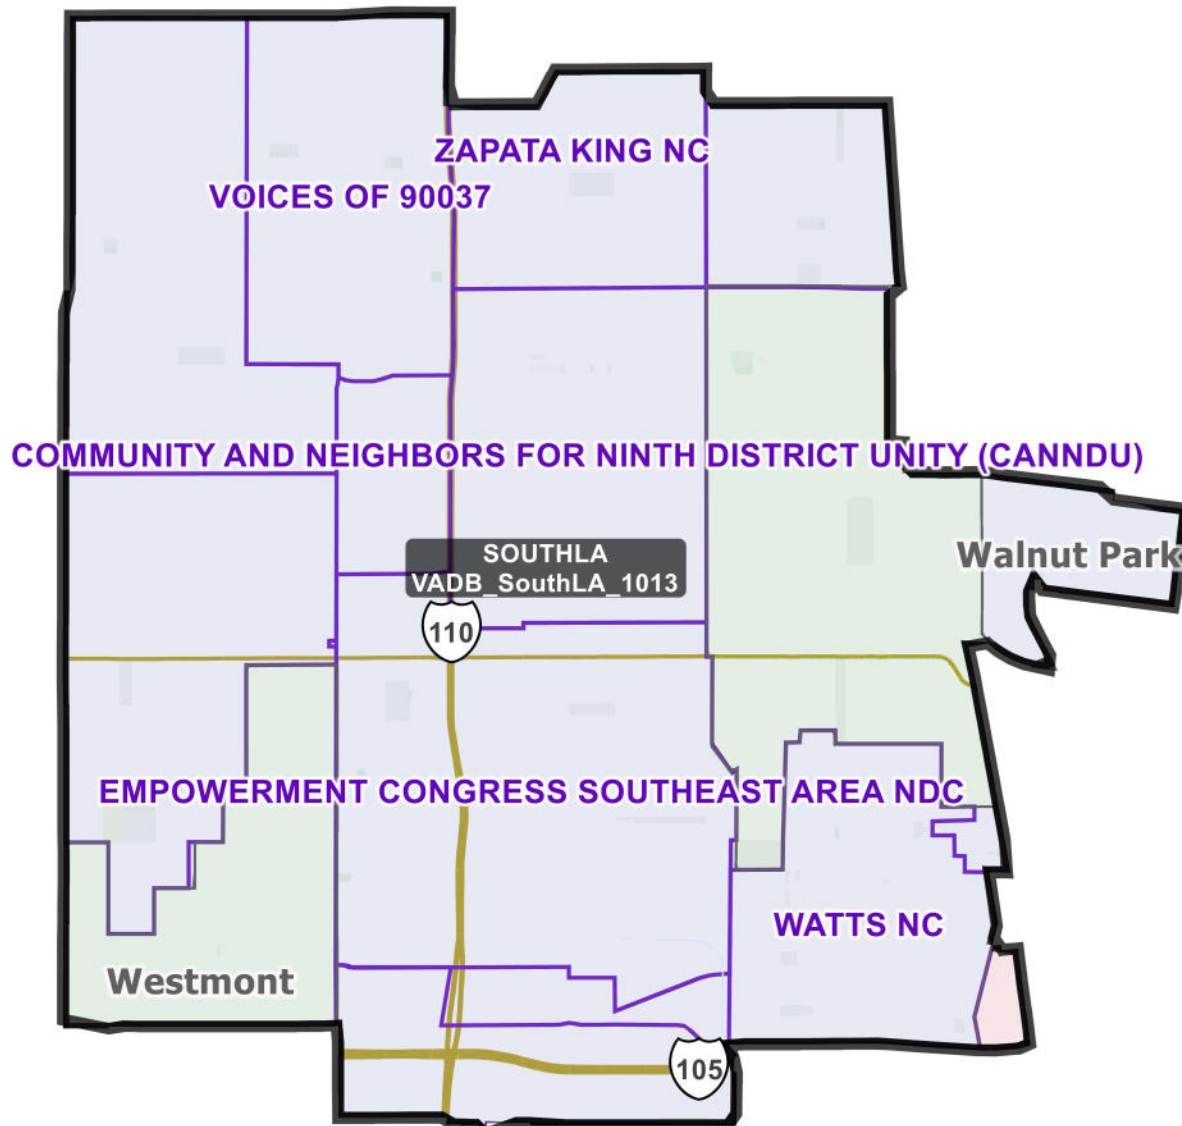 ZAPATA KING NC
VOICES OF 90037
COMMUNITY AND NEIGHBORS FOR NINTH DISTRICT UNITY (CANNDU)
SOUTHLA
VADB_SouthLA_1013
Walnut Park
110
EMPOWERMENT CONGRESS SOUTHEAST AREA NDC
WATTS NC
Westmont
105